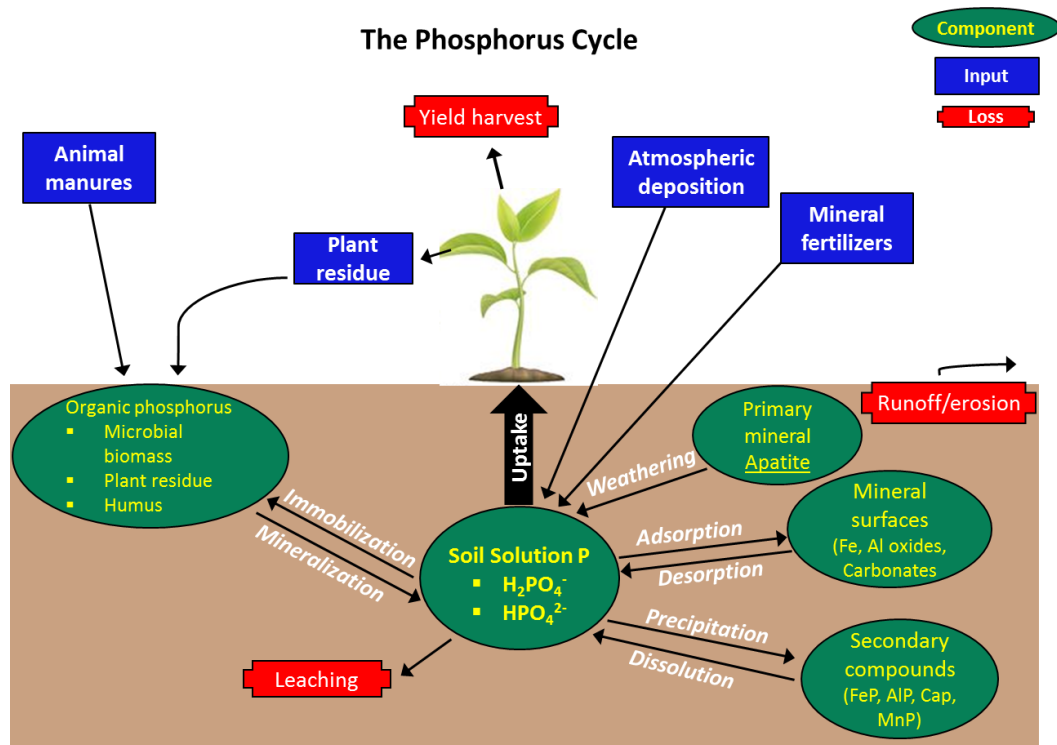 The Phosphorus Cycle
Component
Input
Loss
Yield harvest
Animal
manures
Atmospheric
deposition
Mineral
fertilizers
Plant
residue
Runoff/erosion
Organic phosphorus
▪ Microbial
biomass
▪ Plant residue
▪ Humus
Uptake
Primary
mineral
Apatite
Weathering
Immobilization
Mineralization
Soil Solution P
▪ H₂PO₄⁻
▪ HPO₄²⁻
Adsorption
Desorption
Mineral
surfaces
(Fe, Al oxides,
Carbonates
Precipitation
Dissolution
Secondary
compounds
(FeP, AlP, Cap,
MnP)
Leaching